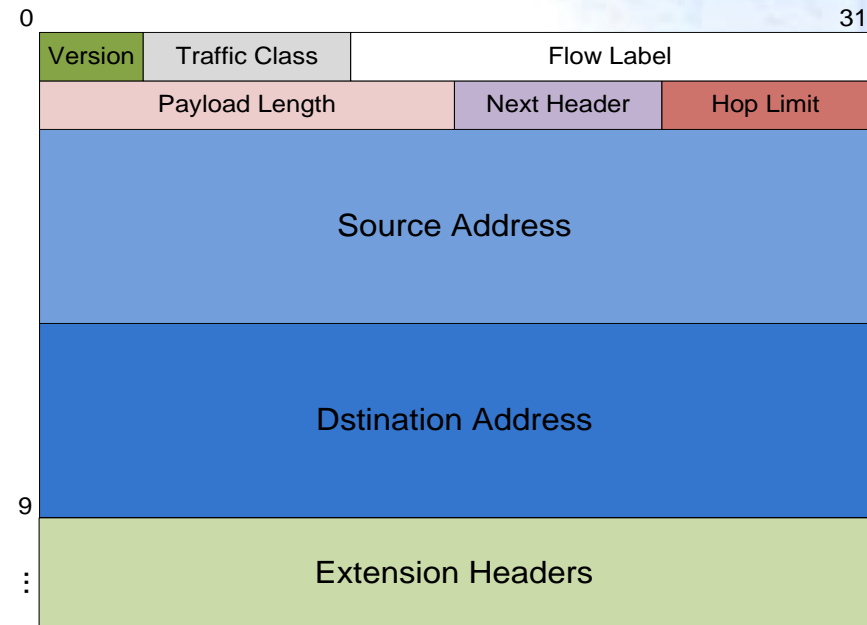 0 31
Version Traffic Class Flow Label
Payload Length Next Header Hop Limit
Source Address
Dstination Address
9
Extension Headers
...